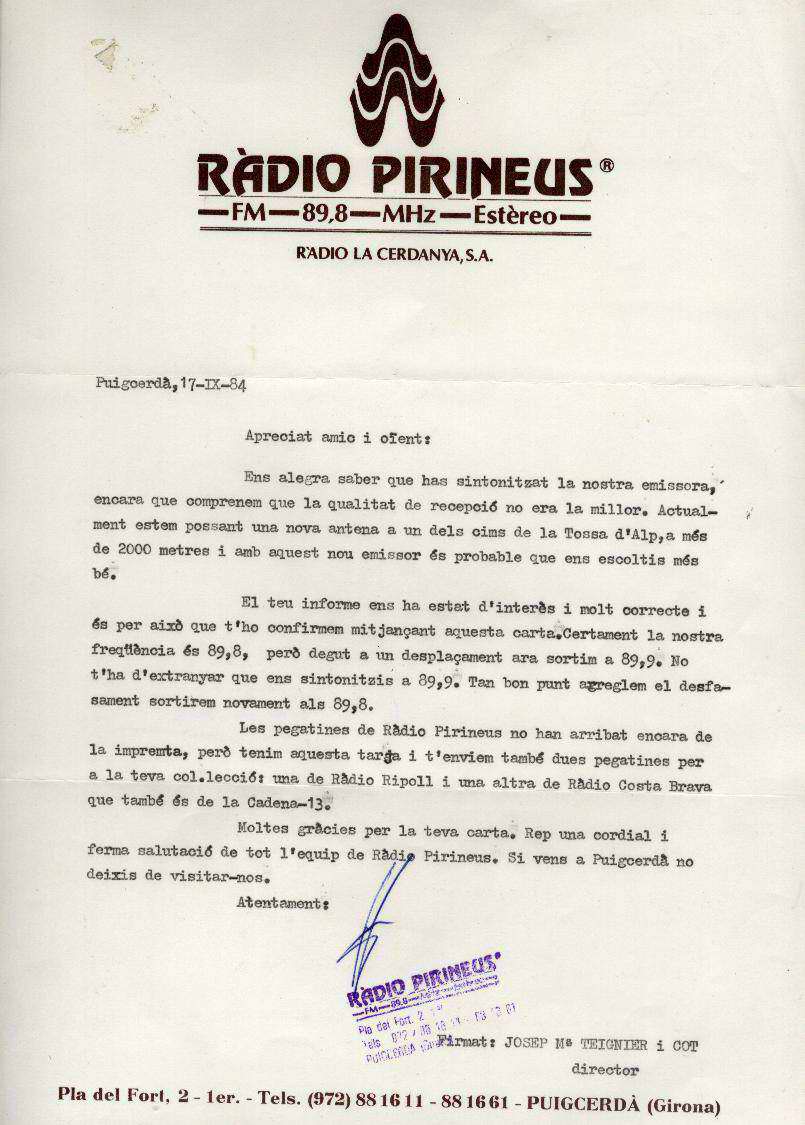 RÀDIO PIRINEUS®
FM—89,8—MHz—Estèreo
RÀDIO LA CERDANYA, S.A.
Puigcerdà,17-IX-84
Apreciat amic i oïent:
Ens alegra saber que has sintonitzat la nostra emissora,
encara que comprenem que la qualitat de recepció no era la millor. Actual-
ment estem possant una nova antena a un dels cims de la Tossa d'Alp,a més
de 2000 metres i amb aquest nou emissor és probable que ens escoltis més
bé.
El teu informe ens ha estat d'interès i molt correcte i
és per això que t'ho confirmem mitjançant aquesta carta.Certament la nostra
freqüència és 89,8, però degut a un desplaçament ara sortim a 89,9. No
t'ha d'extranyar que ens sintonitzis a 89,9. Tan bon punt agreglem el desfa-
sament sortirem novament als 89,8.
Les pegatines de Ràdio Pirineus no han arribat encara de
la impremta, però tenim aquesta targa i t'enviem també dues pegatines per
a la teva col.lecció: una de Ràdio Ripoll i una altra de Ràdio Costa Brava
que també és de la Cadena-13.
Moltes gràcies per la teva carta. Rep una cordial i
ferma salutació de tot l'equip de Ràdio Pirineus. Si vens a Puigcerdà no
deixis de visitar-nos.
Atentament:
RÀDIO PIRINEUS
FM—89,8—MHz—Estèreo
Pla del Fort, 2
PUIGCERDÀ
Firmat: JOSEP Mª TEIGNIER i COT
director
Pla del Fort, 2 - 1er. - Tels. (972) 88 16 11 - 88 16 61 - PUIGCERDÀ (Girona)